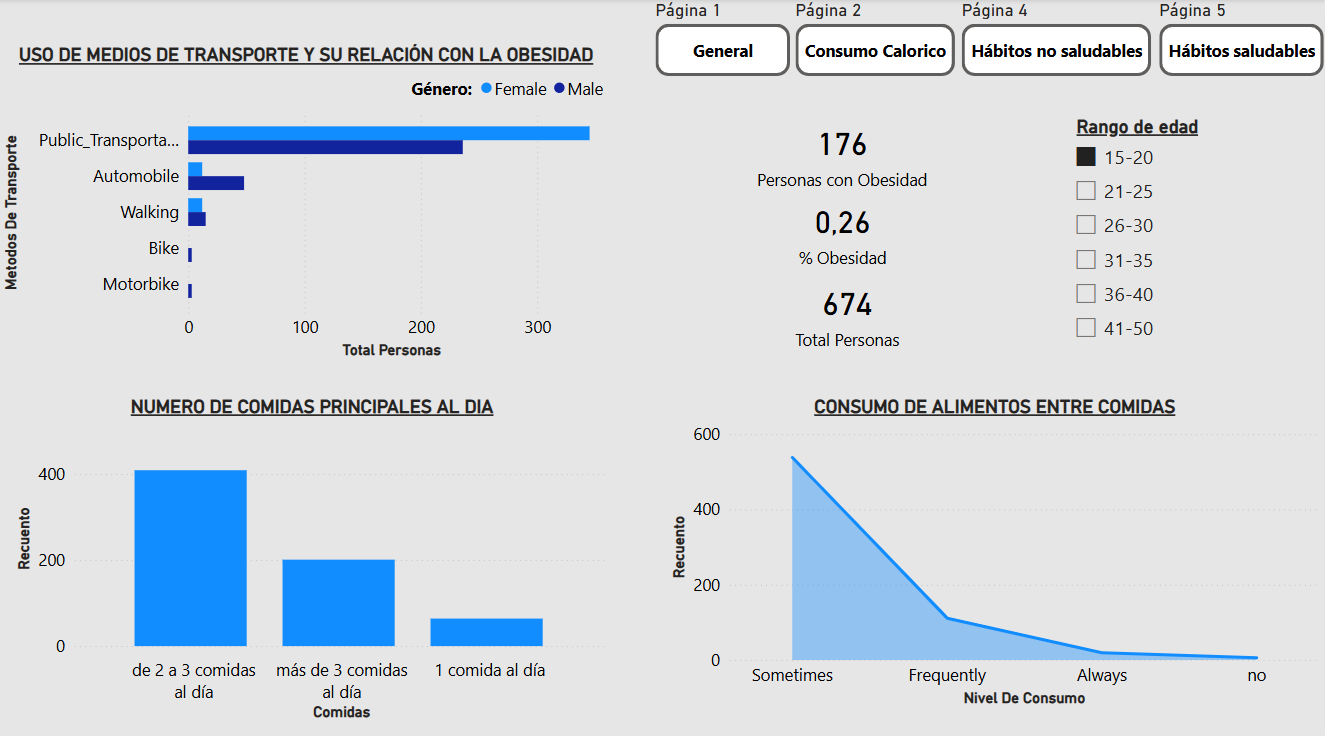 Página 1
Página 2
Página 4
Página 5
General
Consumo Calorico
Hábitos no saludables
Hábitos saludables
USO DE MEDIOS DE TRANSPORTE Y SU RELACIÓN CON LA OBESIDAD
Género: Female Male
Metodos De Transporte
Public_Transporta...
Automobile
Walking
Bike
Motorbike
0 100 200 300
Total Personas
176
Personas con Obesidad
0,26
% Obesidad
674
Total Personas
Rango de edad
15-20
21-25
26-30
31-35
36-40
41-50
NUMERO DE COMIDAS PRINCIPALES AL DIA
Recuento
400
200
0
de 2 a 3 comidas
al día
más de 3 comidas
al día
1 comida al día
Comidas
CONSUMO DE ALIMENTOS ENTRE COMIDAS
Recuento
600
400
200
0
Sometimes Frequently Always no
Nivel De Consumo